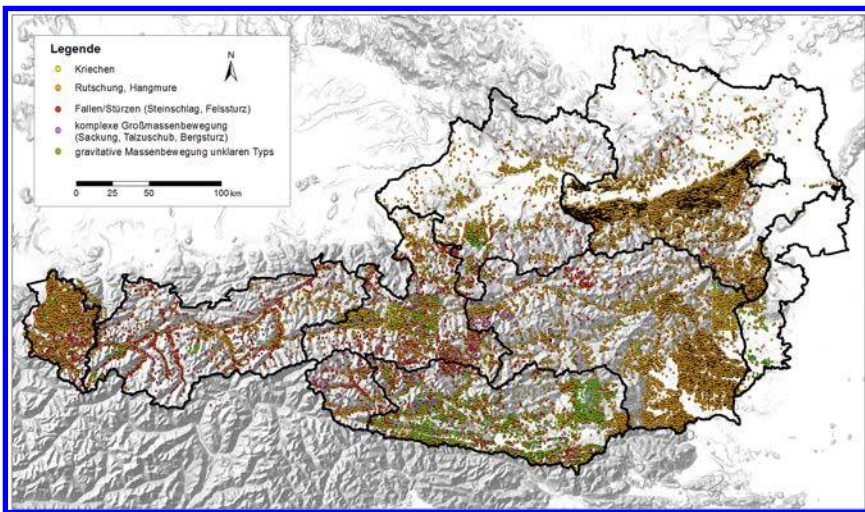 Legende
N
Kriechen
Rutschung, Hangmure
Fallen/Stürzen (Steinschlag, Felssturz)
komplexe Großmassenbewegung
(Sackung, Talzuschub, Bergsturz)
gravitative Massenbewegung unklaren Typs
0 25 50 100 km